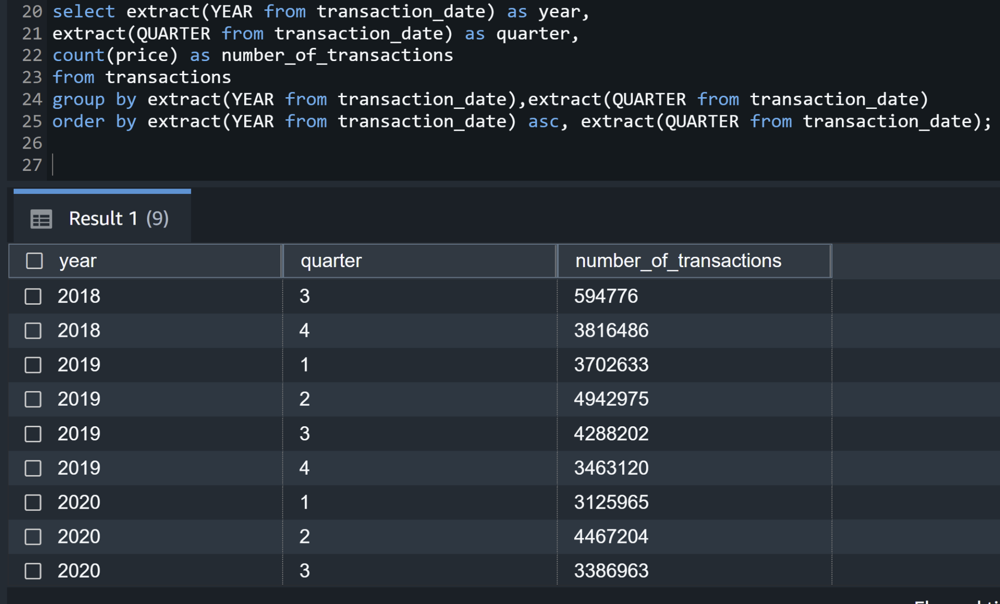 20 select extract(YEAR from transaction_date) as year,
21 extract(QUARTER from transaction_date) as quarter,
22 count(price) as number_of_transactions
23 from transactions
24 group by extract(YEAR from transaction_date),extract(QUARTER from transaction_date)
25 order by extract(YEAR from transaction_date) asc, extract(QUARTER from transaction_date);
26
27
Result 1 (9)
year quarter number_of_transactions
2018 3 594776
2018 4 3816486
2019 1 3702633
2019 2 4942975
2019 3 4288202
2019 4 3463120
2020 1 3125965
2020 2 4467204
2020 3 3386963